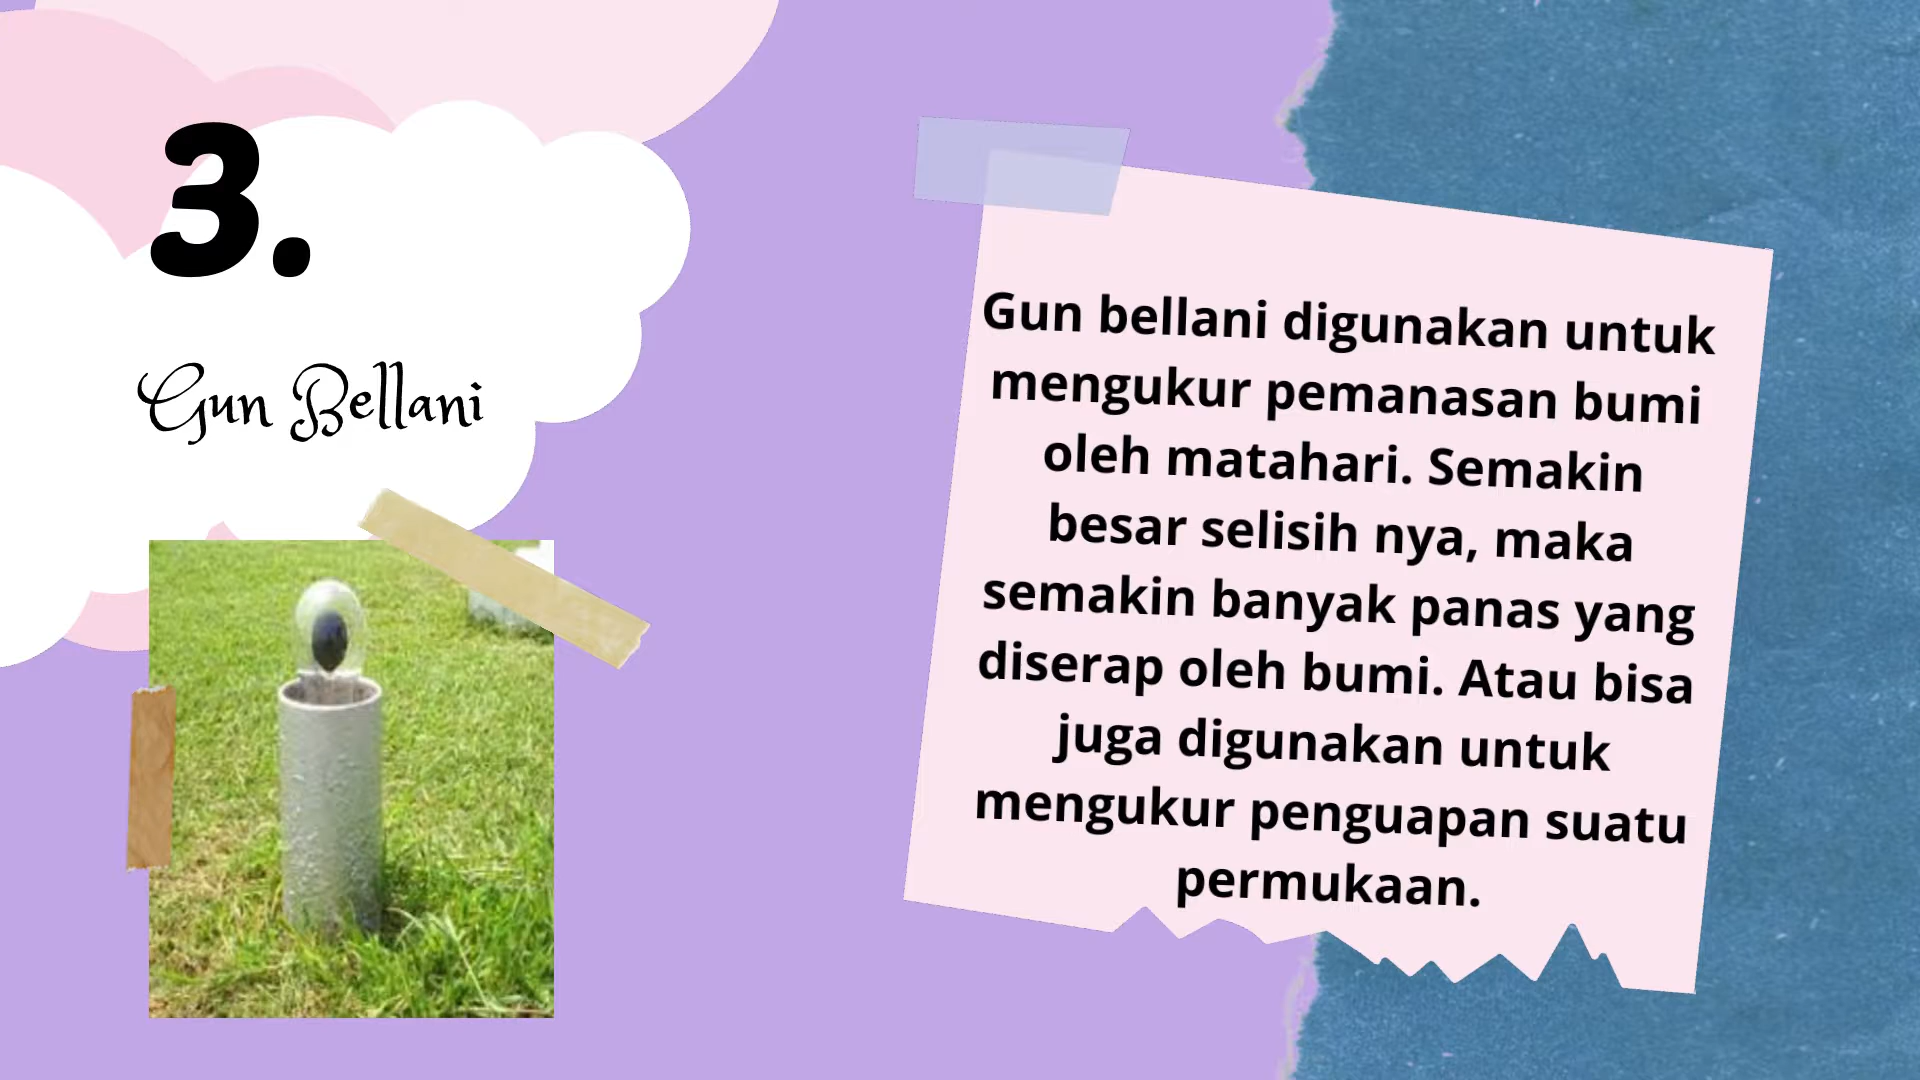 3.
Gun Bellani
Gun bellani digunakan untuk
mengukur pemanasan bumi
oleh matahari. Semakin
besar selisih nya, maka
semakin banyak panas yang
diserap oleh bumi. Atau bisa
juga digunakan untuk
mengukur penguapan suatu
permukaan.